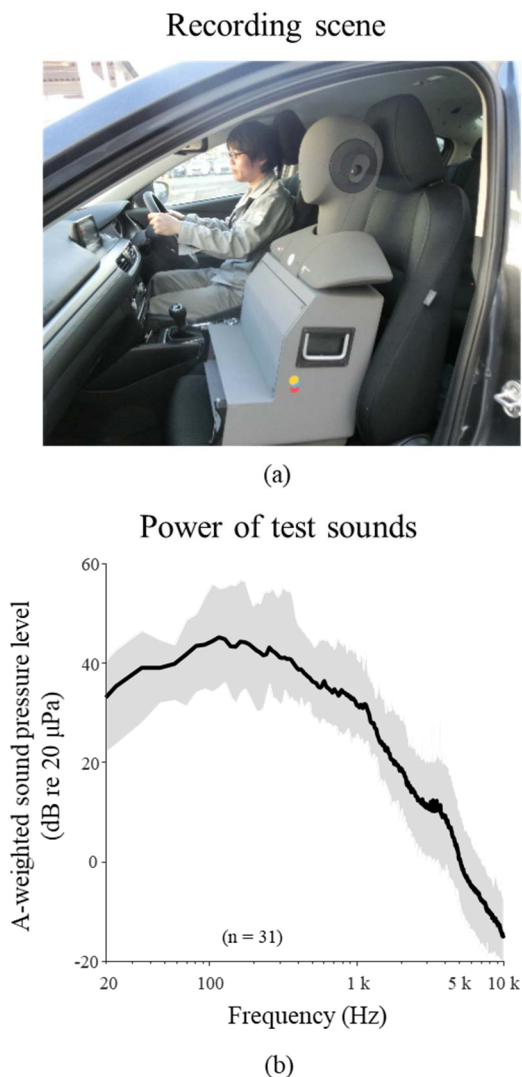 Recording scene
(a)
Power of test sounds
A-weighted sound pressure level
(dB re 20 μPa)
60
40
20
0
-20
(n = 31)
20
100
1 k
5 k
10 k
Frequency (Hz)
(b)